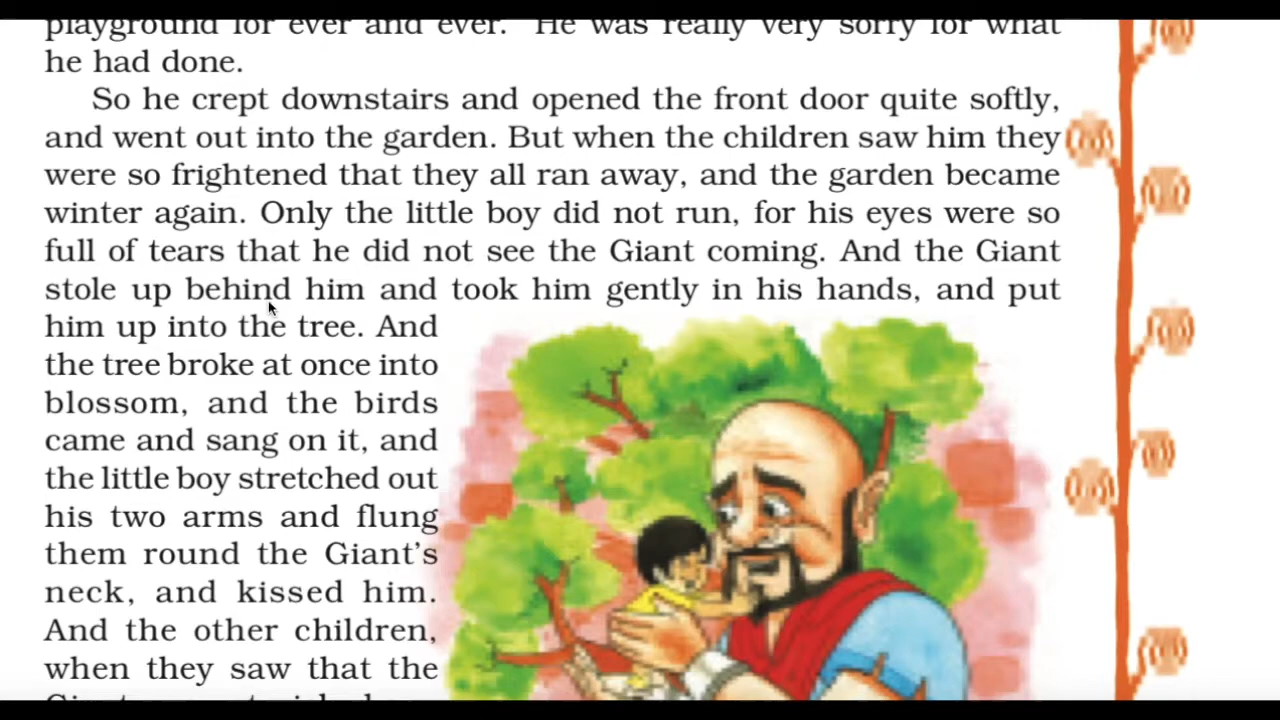 playground for ever and ever." He was really very sorry for what
he had done.
So he crept downstairs and opened the front door quite softly,
and went out into the garden. But when the children saw him they
were so frightened that they all ran away, and the garden became
winter again. Only the little boy did not run, for his eyes were so
full of tears that he did not see the Giant coming. And the Giant
stole up behind him and took him gently in his hands, and put
him up into the tree. And
the tree broke at once into
blossom, and the birds
came and sang on it, and
the little boy stretched out
his two arms and flung
them round the Giant's
neck, and kissed him.
And the other children,
when they saw that the